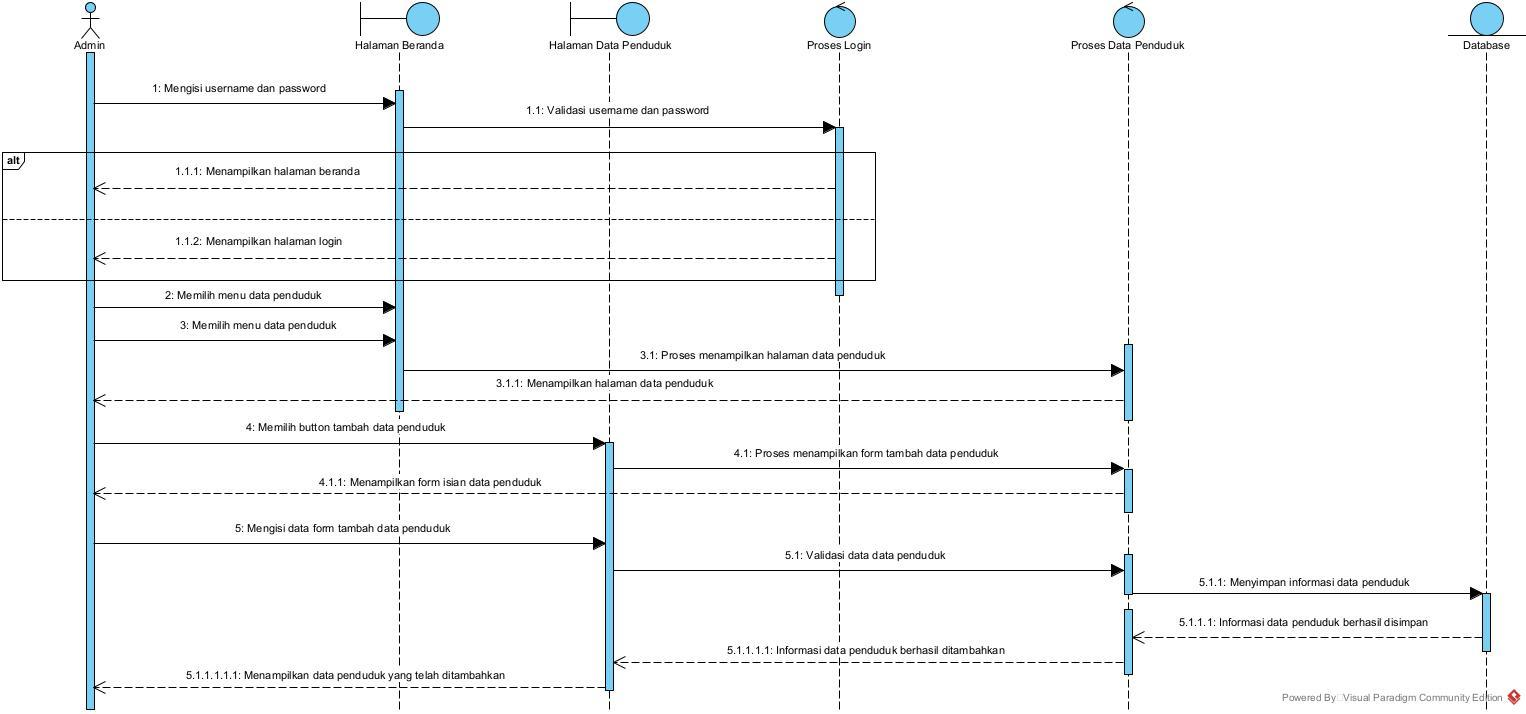 Admin
Halaman Beranda
Halaman Data Penduduk
Proses Login
Proses Data Penduduk
Database
1: Mengisi username dan password
1.1: Validasi username dan password
alt
1.1.1: Menampilkan halaman beranda
1.1.2: Menampilkan halaman login
2: Memilih menu data penduduk
3: Memilih menu data penduduk
3.1: Proses menampilkan halaman data penduduk
3.1.1: Menampilkan halaman data penduduk
4: Memilih button tambah data penduduk
4.1: Proses menampilkan form tambah data penduduk
4.1.1: Menampilkan form isian data penduduk
5: Mengisi data form tambah data penduduk
5.1: Validasi data data penduduk
5.1.1: Menyimpan informasi data penduduk
5.1.1.1: Informasi data penduduk berhasil disimpan
5.1.1.1.1: Informasi data penduduk berhasil ditambahkan
5.1.1.1.1.1: Menampilkan data penduduk yang telah ditambahkan
Powered By Visual Paradigm Community Edition